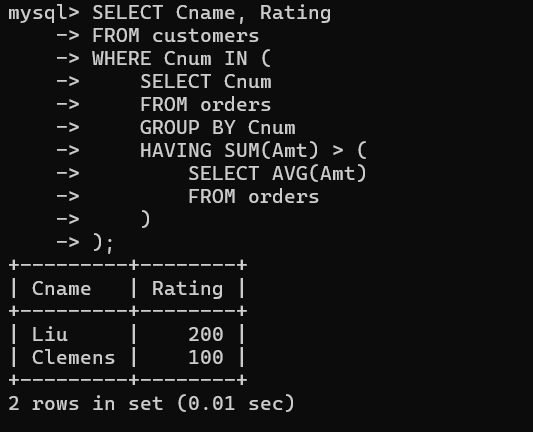 mysql> SELECT Cname, Rating
    -> FROM customers
    -> WHERE Cnum IN (
    ->     SELECT Cnum
    ->     FROM orders
    ->     GROUP BY Cnum
    ->     HAVING SUM(Amt) > (
    ->         SELECT AVG(Amt)
    ->         FROM orders
    ->     )
    -> );
+---------+--------+
| Cname   | Rating |
+---------+--------+
| Liu     |    200 |
| Clemens |    100 |
+---------+--------+
2 rows in set (0.01 sec)